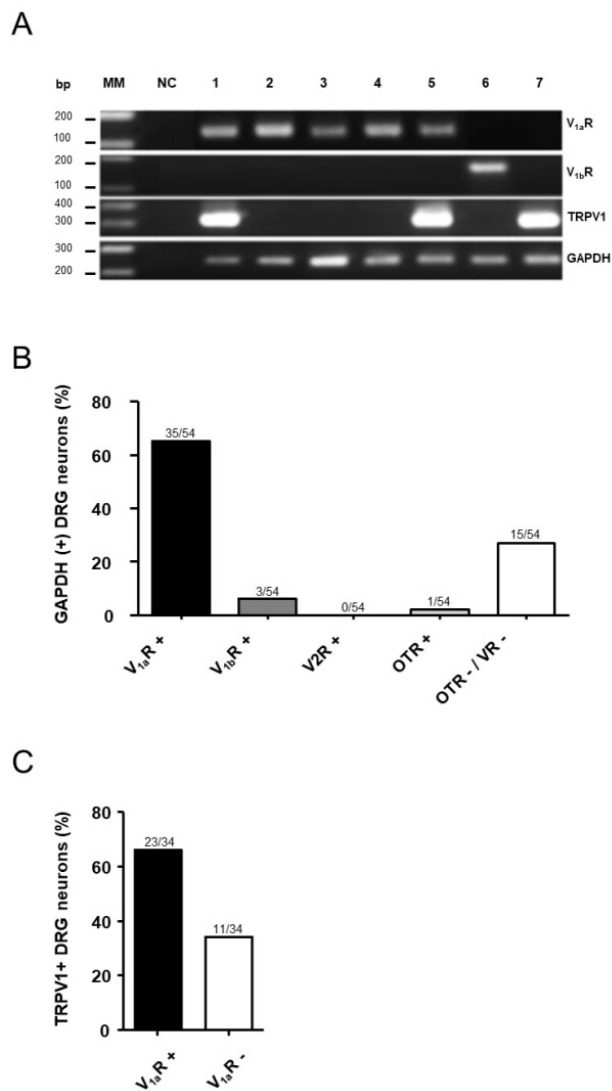 A
bp MM NC 1 2 3 4 5 6 7
200
100
V1aR
200
100
V1bR
400
300
TRPV1
300
200
GAPDH
B
GAPDH (+) DRG neurons (%)
80
60
40
20
0
35/54
3/54
0/54
1/54
15/54
V1aR +
V1bR +
V2R +
OTR +
OTR - / VR -
C
TRPV1+ DRG neurons (%)
80
60
40
20
0
23/34
11/34
V1aR +
V1aR -